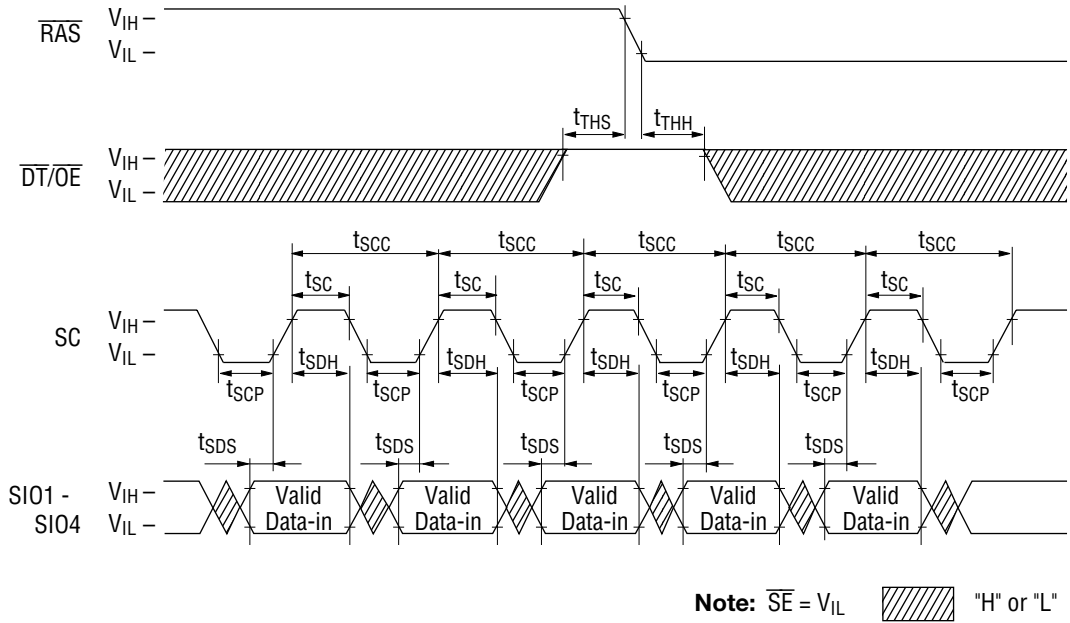 RAS
VIH –
VIL –
tTHS
tTHH
DT/OE
VIH –
VIL –
tSCC tSCC tSCC tSCC tSCC
tSC tSC tSC tSC tSC
SC
VIH –
VIL –
tSDH tSDH tSDH tSDH tSDH
tSCP tSCP tSCP tSCP tSCP tSCP
tSDS tSDS tSDS tSDS tSDS
SIO1 -
SIO4
VIH –
VIL –
Valid Data-in
Valid Data-in
Valid Data-in
Valid Data-in
Valid Data-in
Note: SE = VIL
"H" or "L"